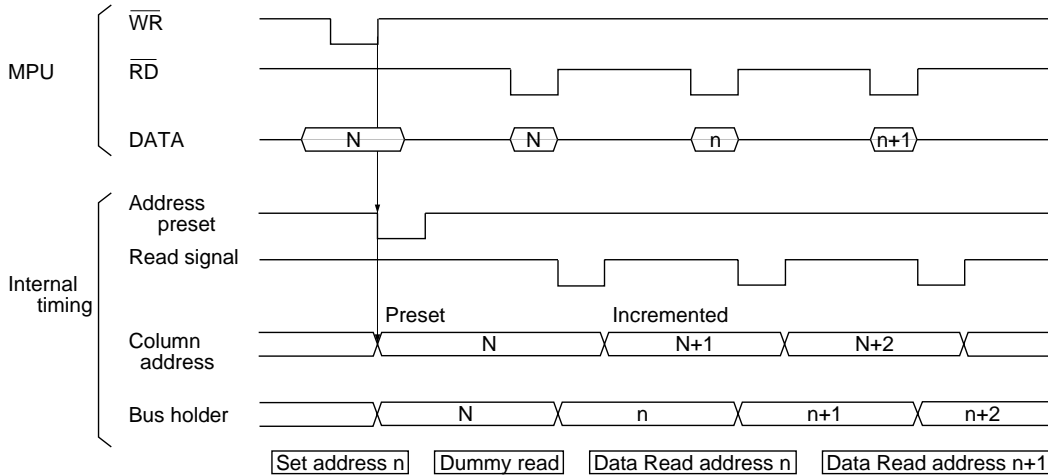 WR
MPU
RD
DATA
N
N
n
n+1
Address
preset
Read signal
Internal
timing
Preset
Incremented
Column
address
N
N+1
N+2
Bus holder
N
n
n+1
n+2
Set address n
Dummy read
Data Read address n
Data Read address n+1